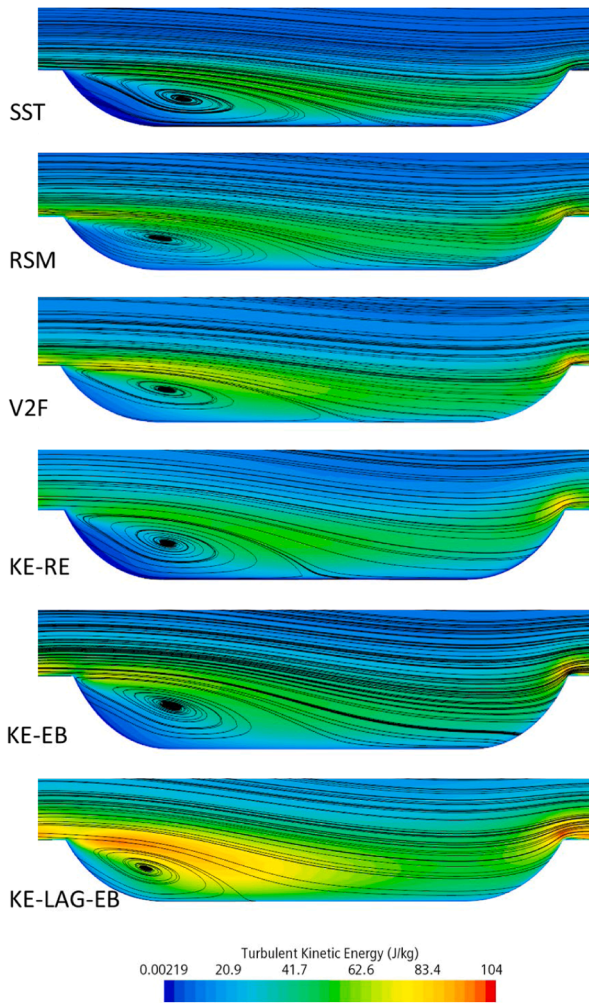 SST
RSM
V2F
KE-RE
KE-EB
KE-LAG-EB
Turbulent Kinetic Energy (J/kg)
0.00219 20.9 41.7 62.6 83.4 104